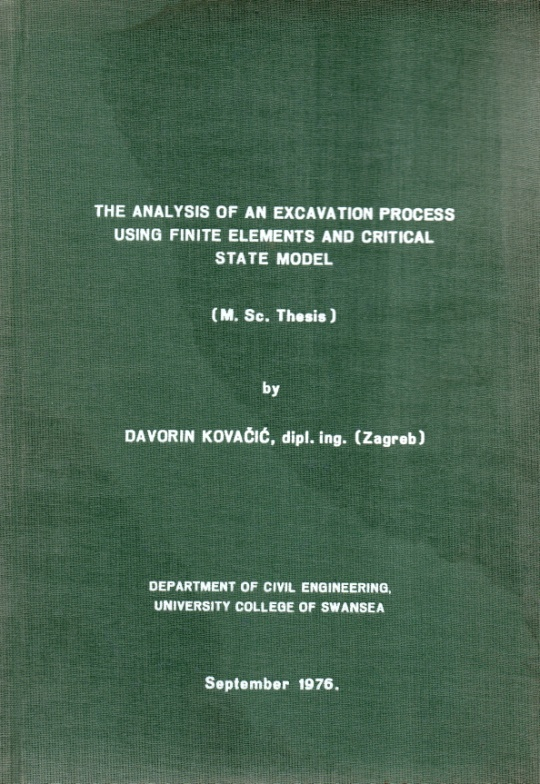 THE ANALYSIS OF AN EXCAVATION PROCESS
USING FINITE ELEMENTS AND CRITICAL
STATE MODEL
(M. Sc. Thesis)
by
DAVORIN KOVAČIĆ, dipl. ing. (Zagreb)
DEPARTMENT OF CIVIL ENGINEERING,
UNIVERSITY COLLEGE OF SWANSEA
September 1976.